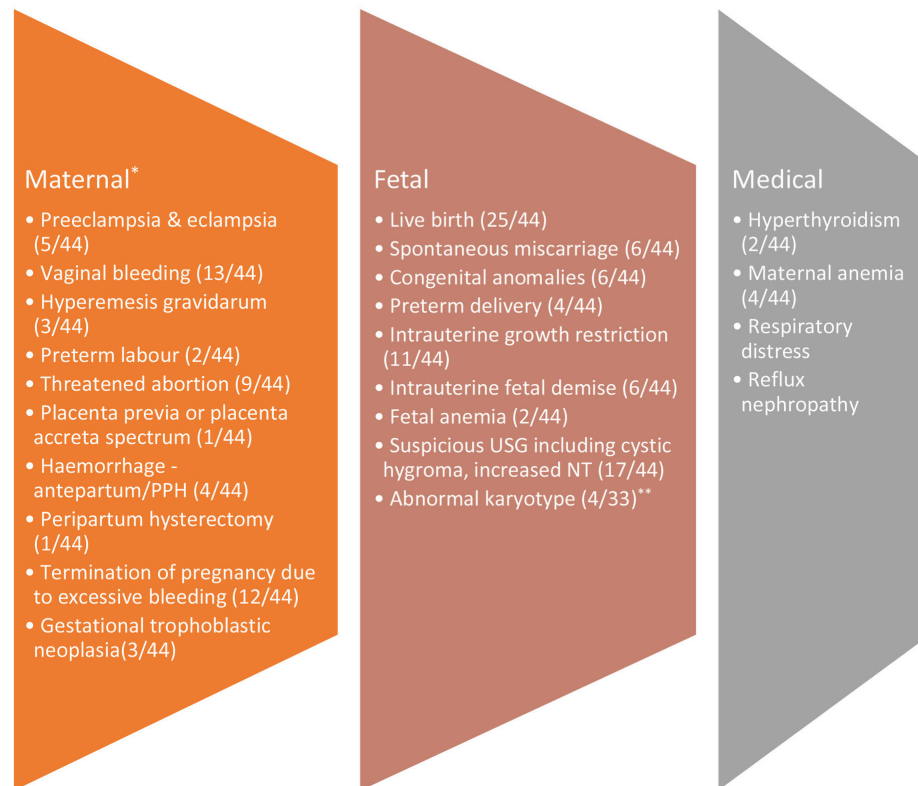 Maternal*
• Preeclampsia & eclampsia
(5/44)
• Vaginal bleeding (13/44)
• Hyperemesis gravidarum
(3/44)
• Preterm labour (2/44)
• Threatened abortion (9/44)
• Placenta previa or placenta
accreta spectrum (1/44)
• Haemorrhage -
antepartum/PPH (4/44)
• Peripartum hysterectomy
(1/44)
• Termination of pregnancy due
to excessive bleeding (12/44)
• Gestational trophoblastic
neoplasia(3/44)
Fetal
• Live birth (25/44)
• Spontaneous miscarriage (6/44)
• Congenital anomalies (6/44)
• Preterm delivery (4/44)
• Intrauterine growth restriction
(11/44)
• Intrauterine fetal demise (6/44)
• Fetal anemia (2/44)
• Suspicious USG including cystic
hygroma, increased NT (17/44)
• Abnormal karyotype (4/33)**
Medical
• Hyperthyroidism
(2/44)
• Maternal anemia
(4/44)
• Respiratory
distress
• Reflux
nephropathy